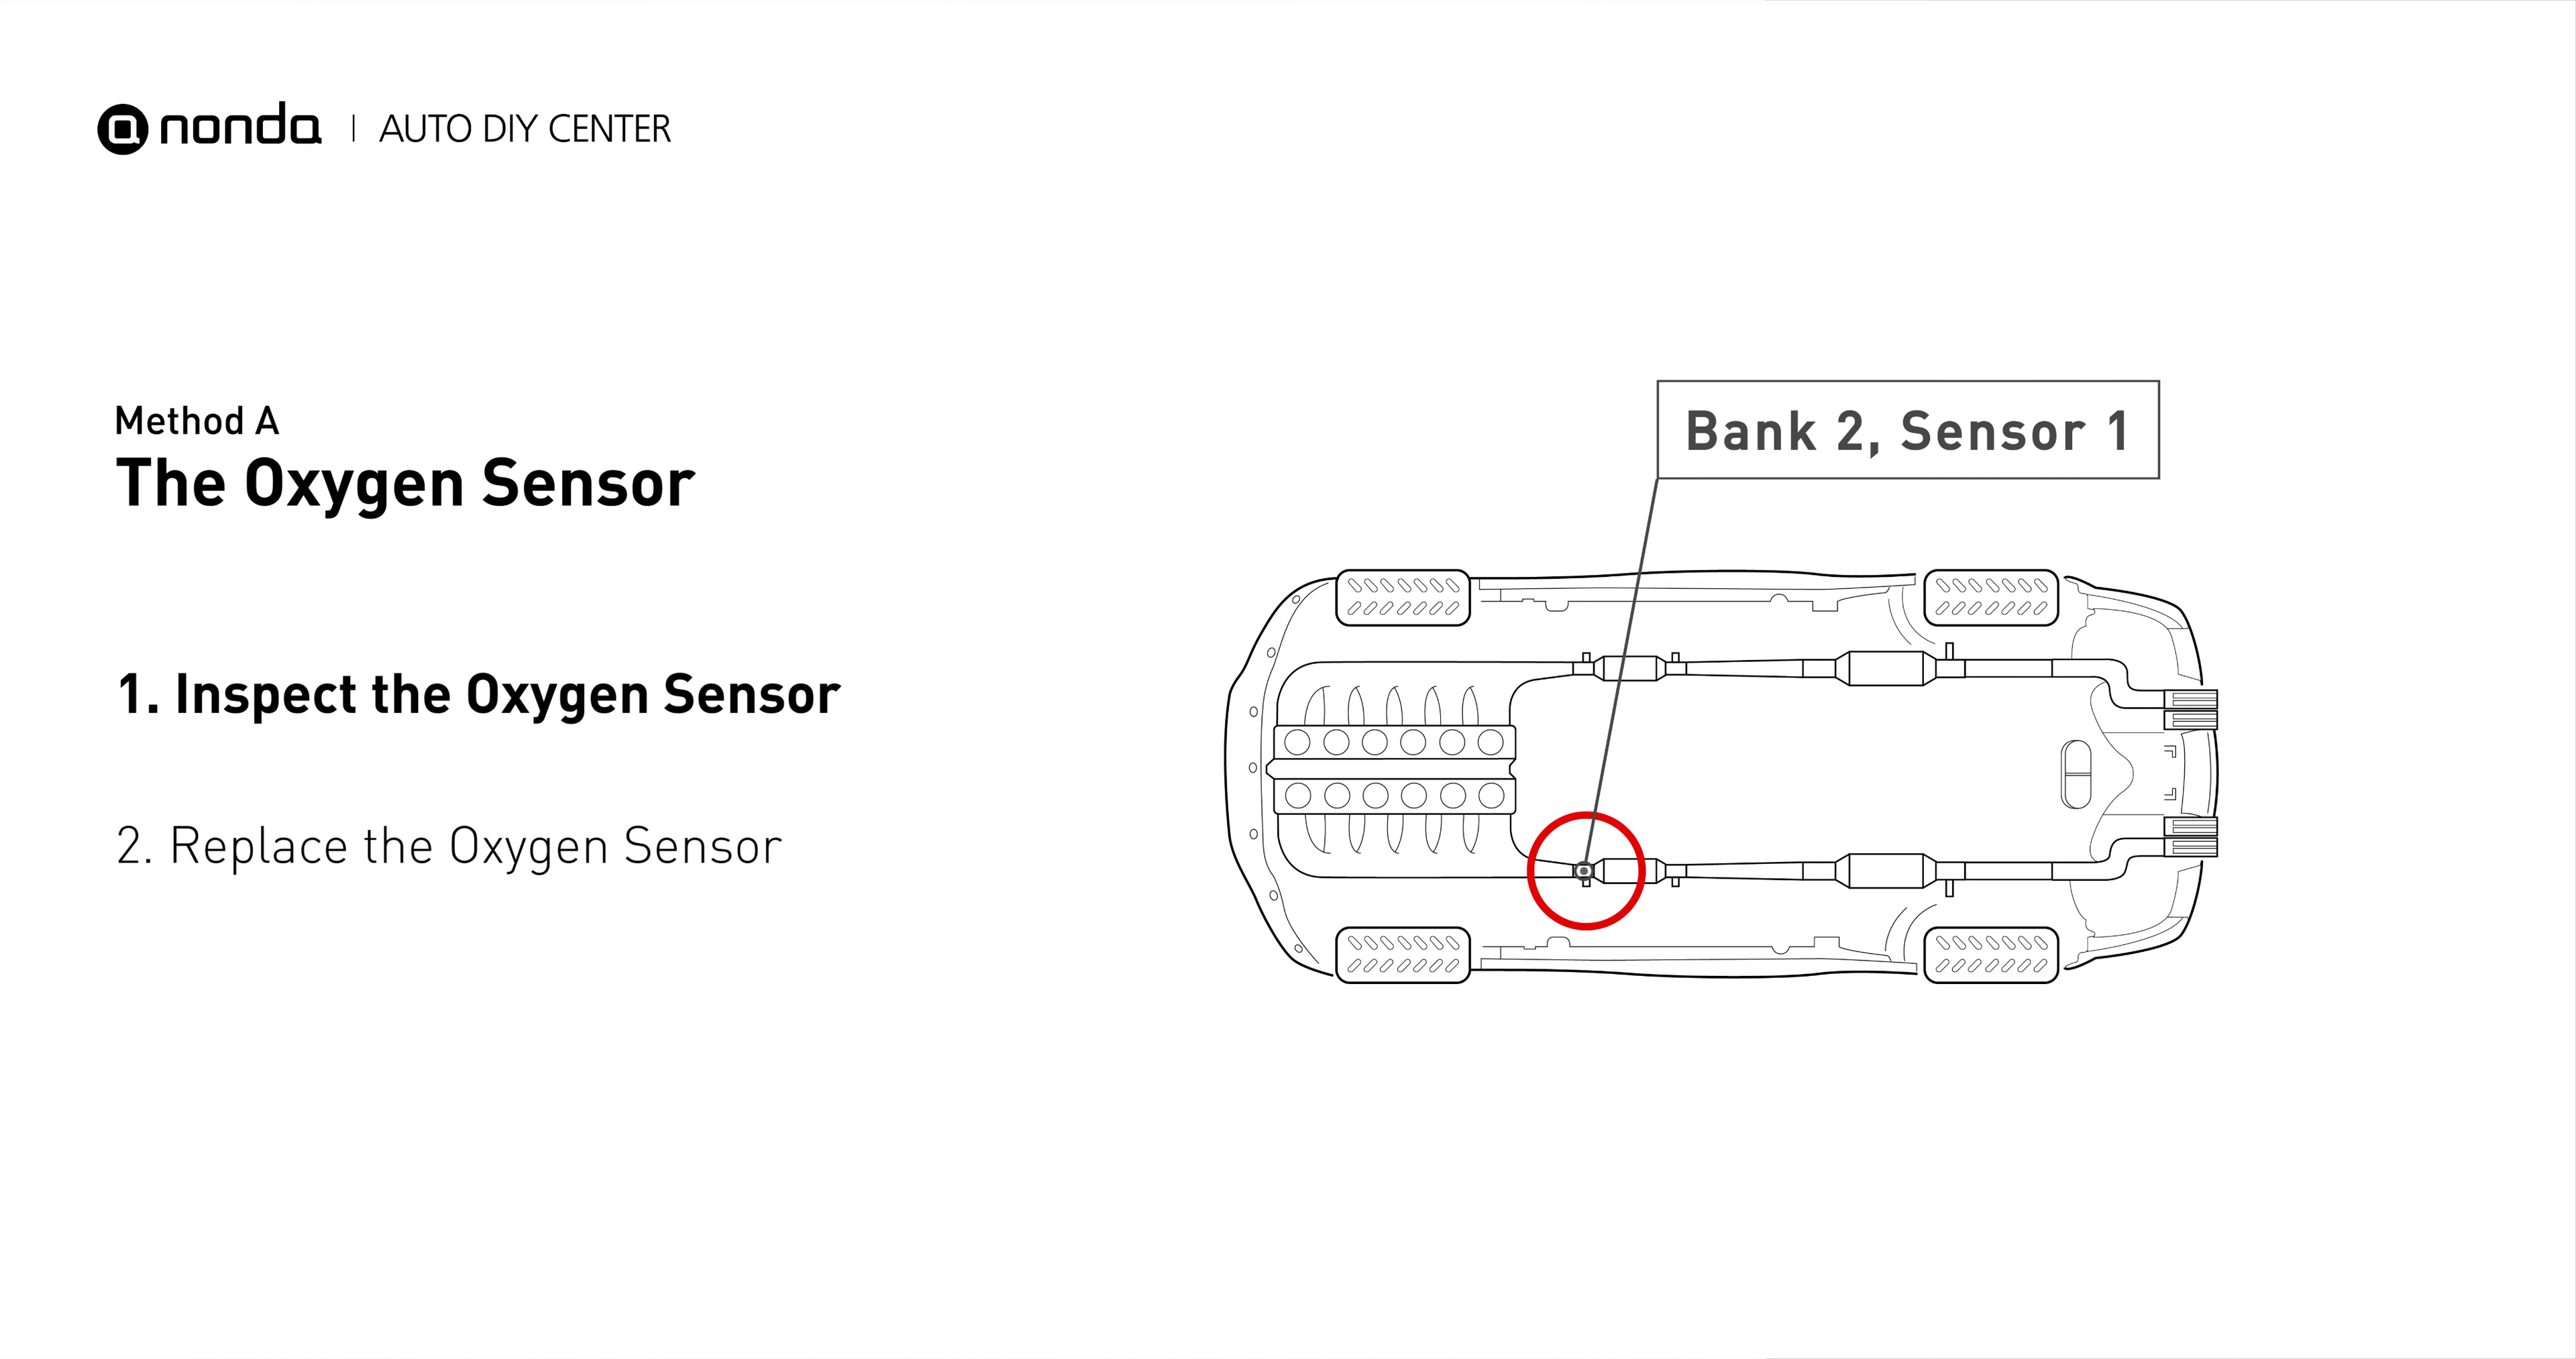 nonda | AUTO DIY CENTER
Method A
The Oxygen Sensor
1. Inspect the Oxygen Sensor
2. Replace the Oxygen Sensor
Bank 2, Sensor 1